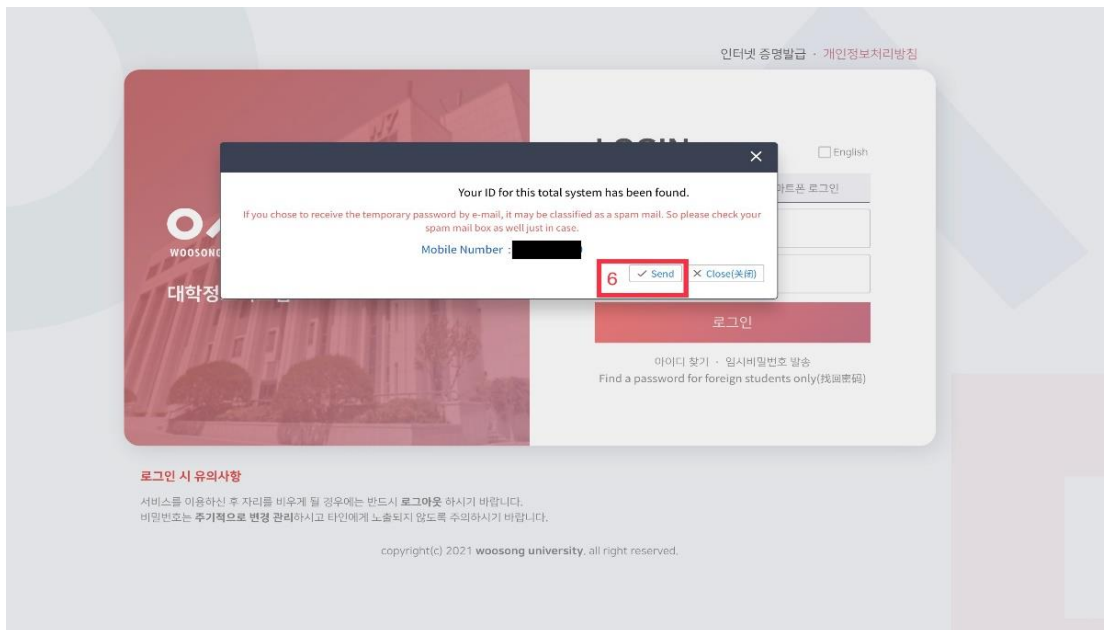 인터넷 증명발급 · 개인정보처리방침
English
Your ID for this total system has been found.
If you chose to receive the temporary password by e-mail, it may be classified as a spam mail. So please check your
spam mail box as well just in case.
Mobile Number :
6 Send Close(关闭)
WOOSONG
대학정
로그인
아이디 찾기 · 임시비밀번호 발송
Find a password for foreign students only(找回密码)
로그인 시 유의사항
서비스를 이용하신 후 자리를 비우게 될 경우에는 반드시 로그아웃 하시기 바랍니다.
비밀번호는 주기적으로 변경 관리하시고 타인에게 노출되지 않도록 주의하시기 바랍니다.
copyright(c) 2021 woosong university. all right reserved.